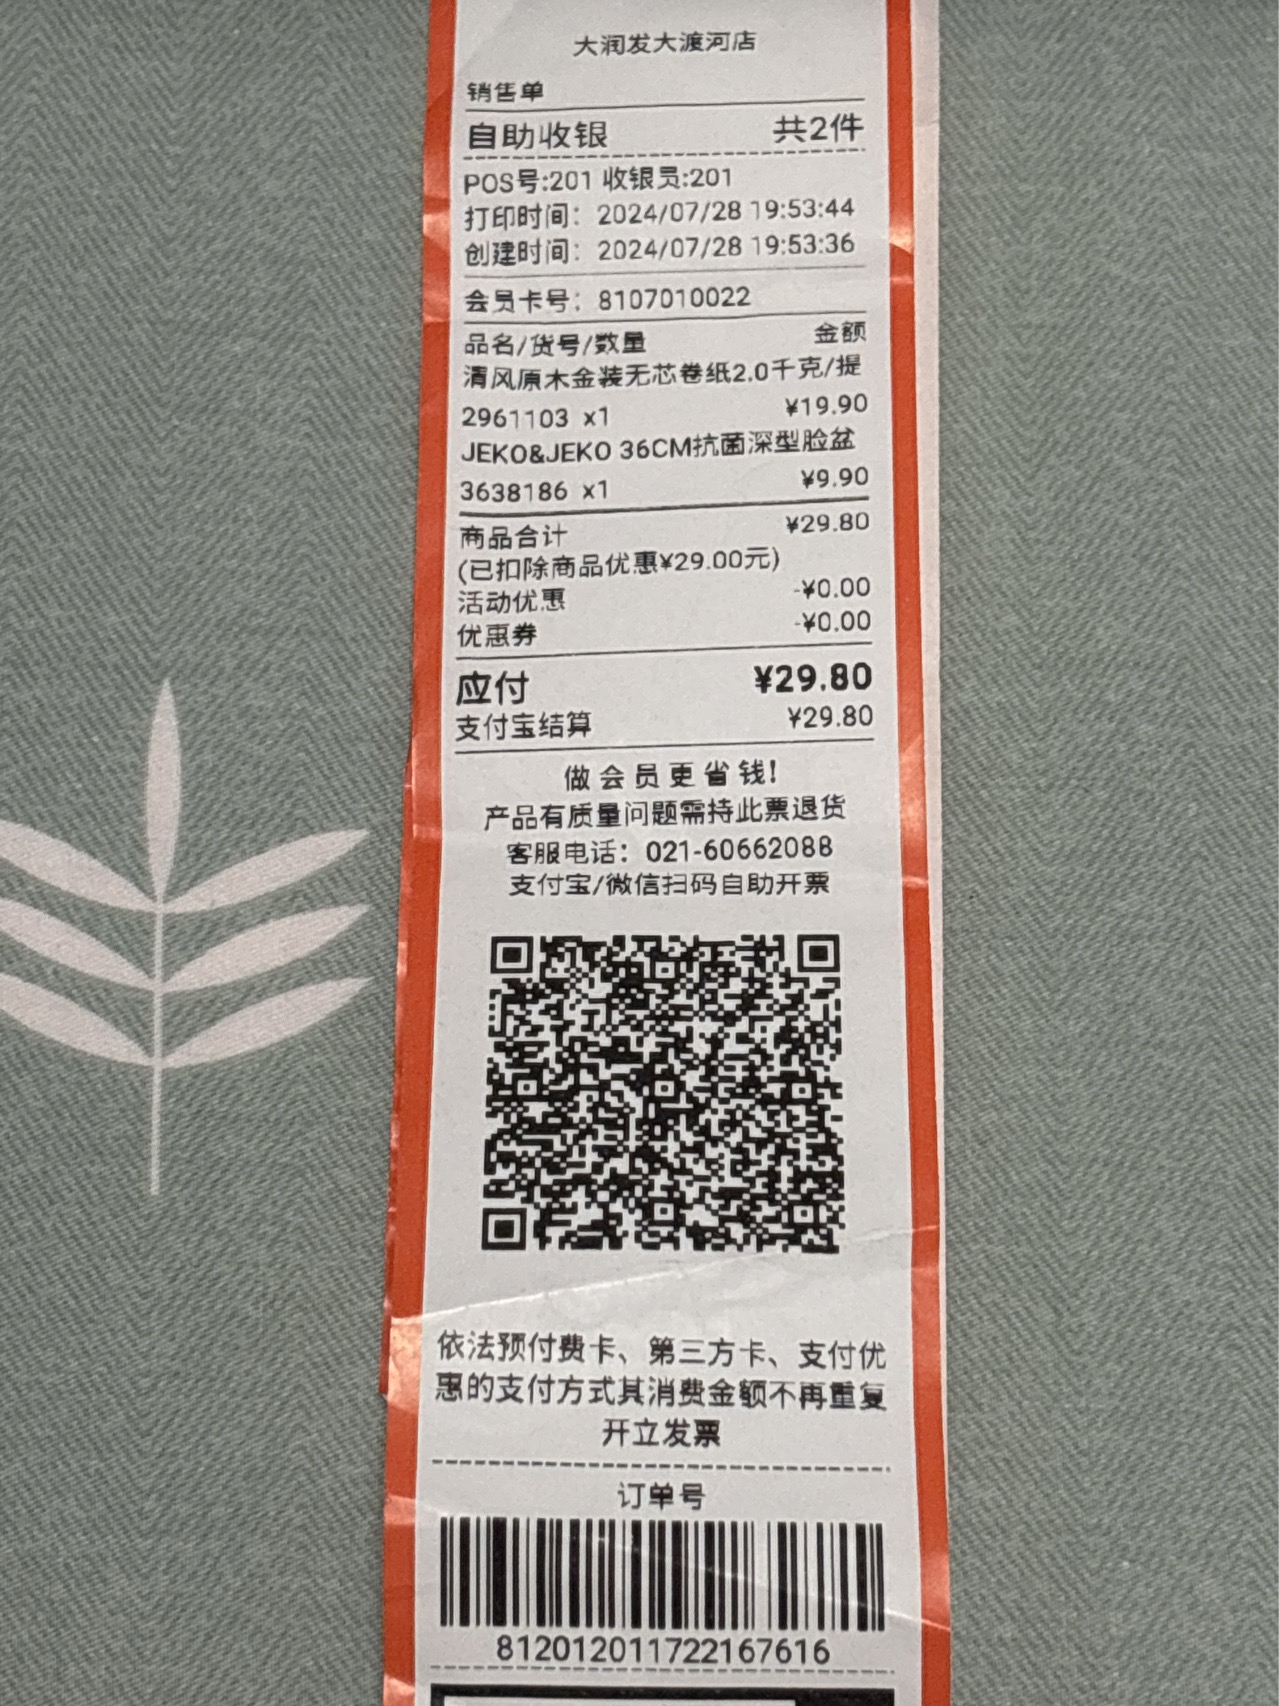 大润发大渡河店
销售单
自助收银 共2件
POS号:201 收银员:201
打印时间：2024/07/28 19:53:44
创建时间：2024/07/28 19:53:36
会员卡号：8107010022
品名/货号/数量 金额
清风原木金装无芯卷纸2.0千克/提
2961103 x1 ¥19.90
JEKO&JEKO 36CM抗菌深型脸盆
3638186 x1 ¥9.90
商品合计 ¥29.80
(已扣除商品优惠¥29.00元)
活动优惠 -¥0.00
优惠券 -¥0.00
应付 ¥29.80
支付宝结算 ¥29.80
做会员更省钱!
产品有质量问题需持此票退货
客服电话：021-60662088
支付宝/微信扫码自助开票
依法预付费卡、第三方卡、支付优
惠的支付方式其消费金额不再重复
开立发票
订单号
812012011722167616